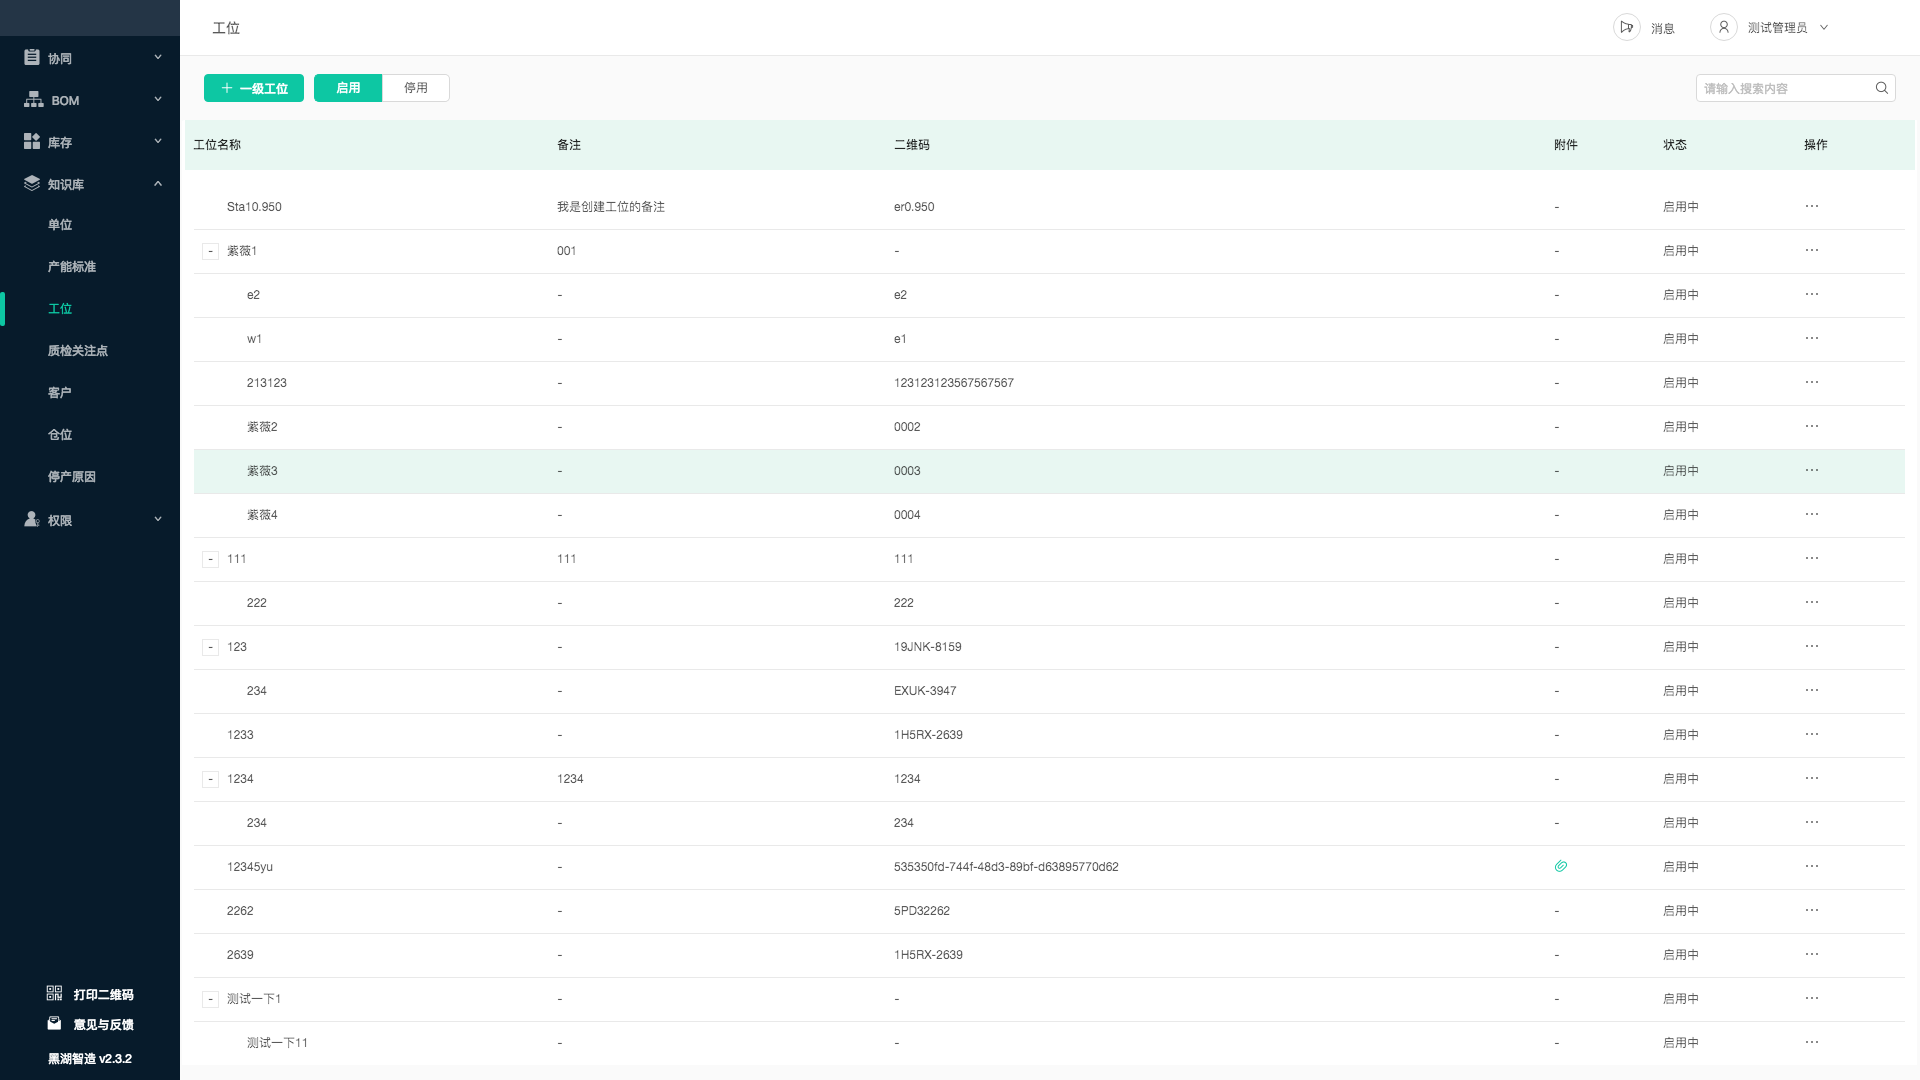 工位
消息
测试管理员
协同
BOM
库存
知识库
单位
产能标准
工位
质检关注点
客户
仓位
停产原因
权限
打印二维码
意见与反馈
黑湖智造 v2.3.2
+ 一级工位
启用
停用
请输入搜索内容
工位名称 备注 二维码 附件 状态 操作
Sta10.950 我是创建工位的备注 er0.950 - 启用中 ···
- 紫薇1 001 - - 启用中 ···
e2 - e2 - 启用中 ···
w1 - e1 - 启用中 ···
213123 - 123123123567567567 - 启用中 ···
紫薇2 - 0002 - 启用中 ···
紫薇3 - 0003 - 启用中 ···
紫薇4 - 0004 - 启用中 ···
- 111 111 111 - 启用中 ···
222 - 222 - 启用中 ···
- 123 - 19JNK-8159 - 启用中 ···
234 - EXUK-3947 - 启用中 ···
1233 - 1H5RX-2639 - 启用中 ···
- 1234 1234 1234 - 启用中 ···
234 - 234 - 启用中 ···
12345yu - 535350fd-744f-48d3-89bf-d63895770d62 启用中 ···
2262 - 5PD32262 - 启用中 ···
2639 - 1H5RX-2639 - 启用中 ···
- 测试一下1 - - - 启用中 ···
测试一下11 - - - 启用中 ···